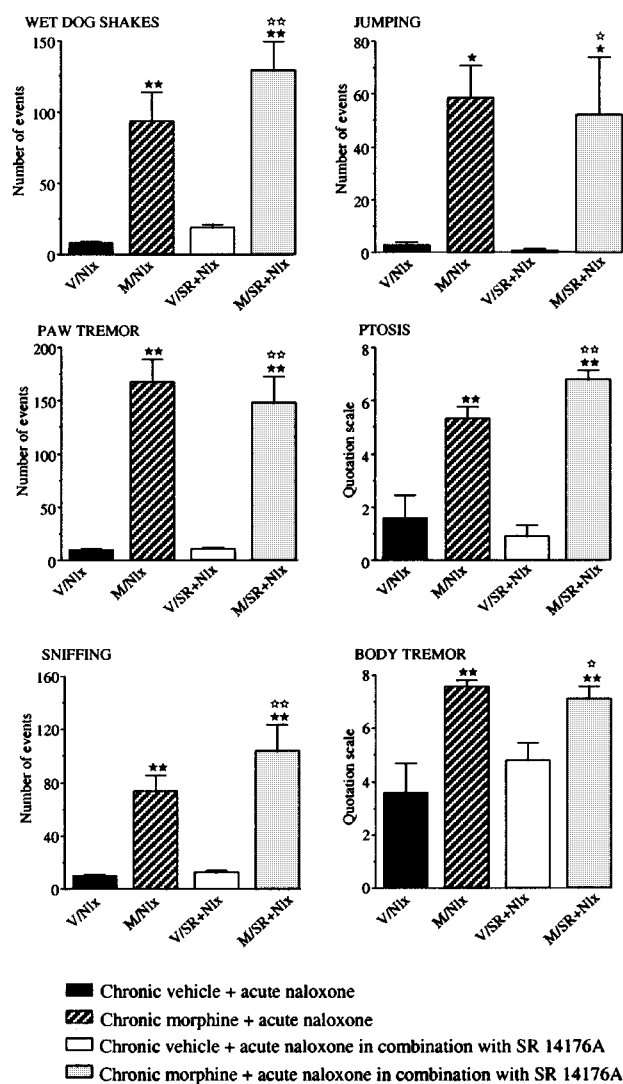 WET DOG SHAKES
☆☆
★★
★★
Number of events
150
100
50
0
V/Nlx
M/Nlx
V/SR+Nlx
M/SR+Nlx
JUMPING
☆
★
★
Number of events
80
60
40
20
0
V/Nlx
M/Nlx
V/SR+Nlx
M/SR+Nlx
PAW TREMOR
☆☆
★★
★★
Number of events
200
150
100
50
0
V/Nlx
M/Nlx
V/SR+Nlx
M/SR+Nlx
PTOSIS
☆☆
★★
★★
Quotation scale
8
6
4
2
0
V/Nlx
M/Nlx
V/SR+Nlx
M/SR+Nlx
SNIFFING
☆☆
★★
★★
Number of events
160
120
80
40
0
V/Nlx
M/Nlx
V/SR+Nlx
M/SR+Nlx
BODY TREMOR
☆
★★
★★
Quotation scale
8
6
4
2
0
V/Nlx
M/Nlx
V/SR+Nlx
M/SR+Nlx
Chronic vehicle + acute naloxone
Chronic morphine + acute naloxone
Chronic vehicle + acute naloxone in combination with SR 14176A
Chronic morphine + acute naloxone in combination with SR 14176A